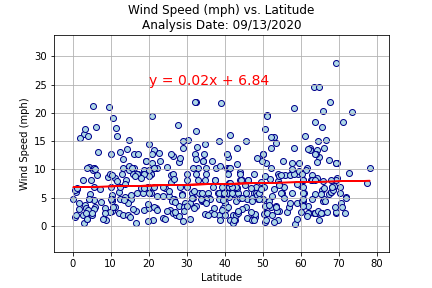 Wind Speed (mph) vs. Latitude
Analysis Date: 09/13/2020
y = 0.02x + 6.84
Wind Speed (mph)
30
25
20
15
10
5
0
0 10 20 30 40 50 60 70 80
Latitude